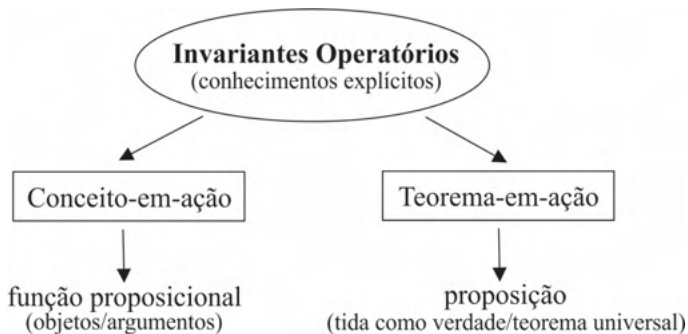 Invariantes Operatórios
(conhecimentos explícitos)
Conceito-em-ação
Teorema-em-ação
função proposicional
(objetos/argumentos)
proposição
(tida como verdade/teorema universal)